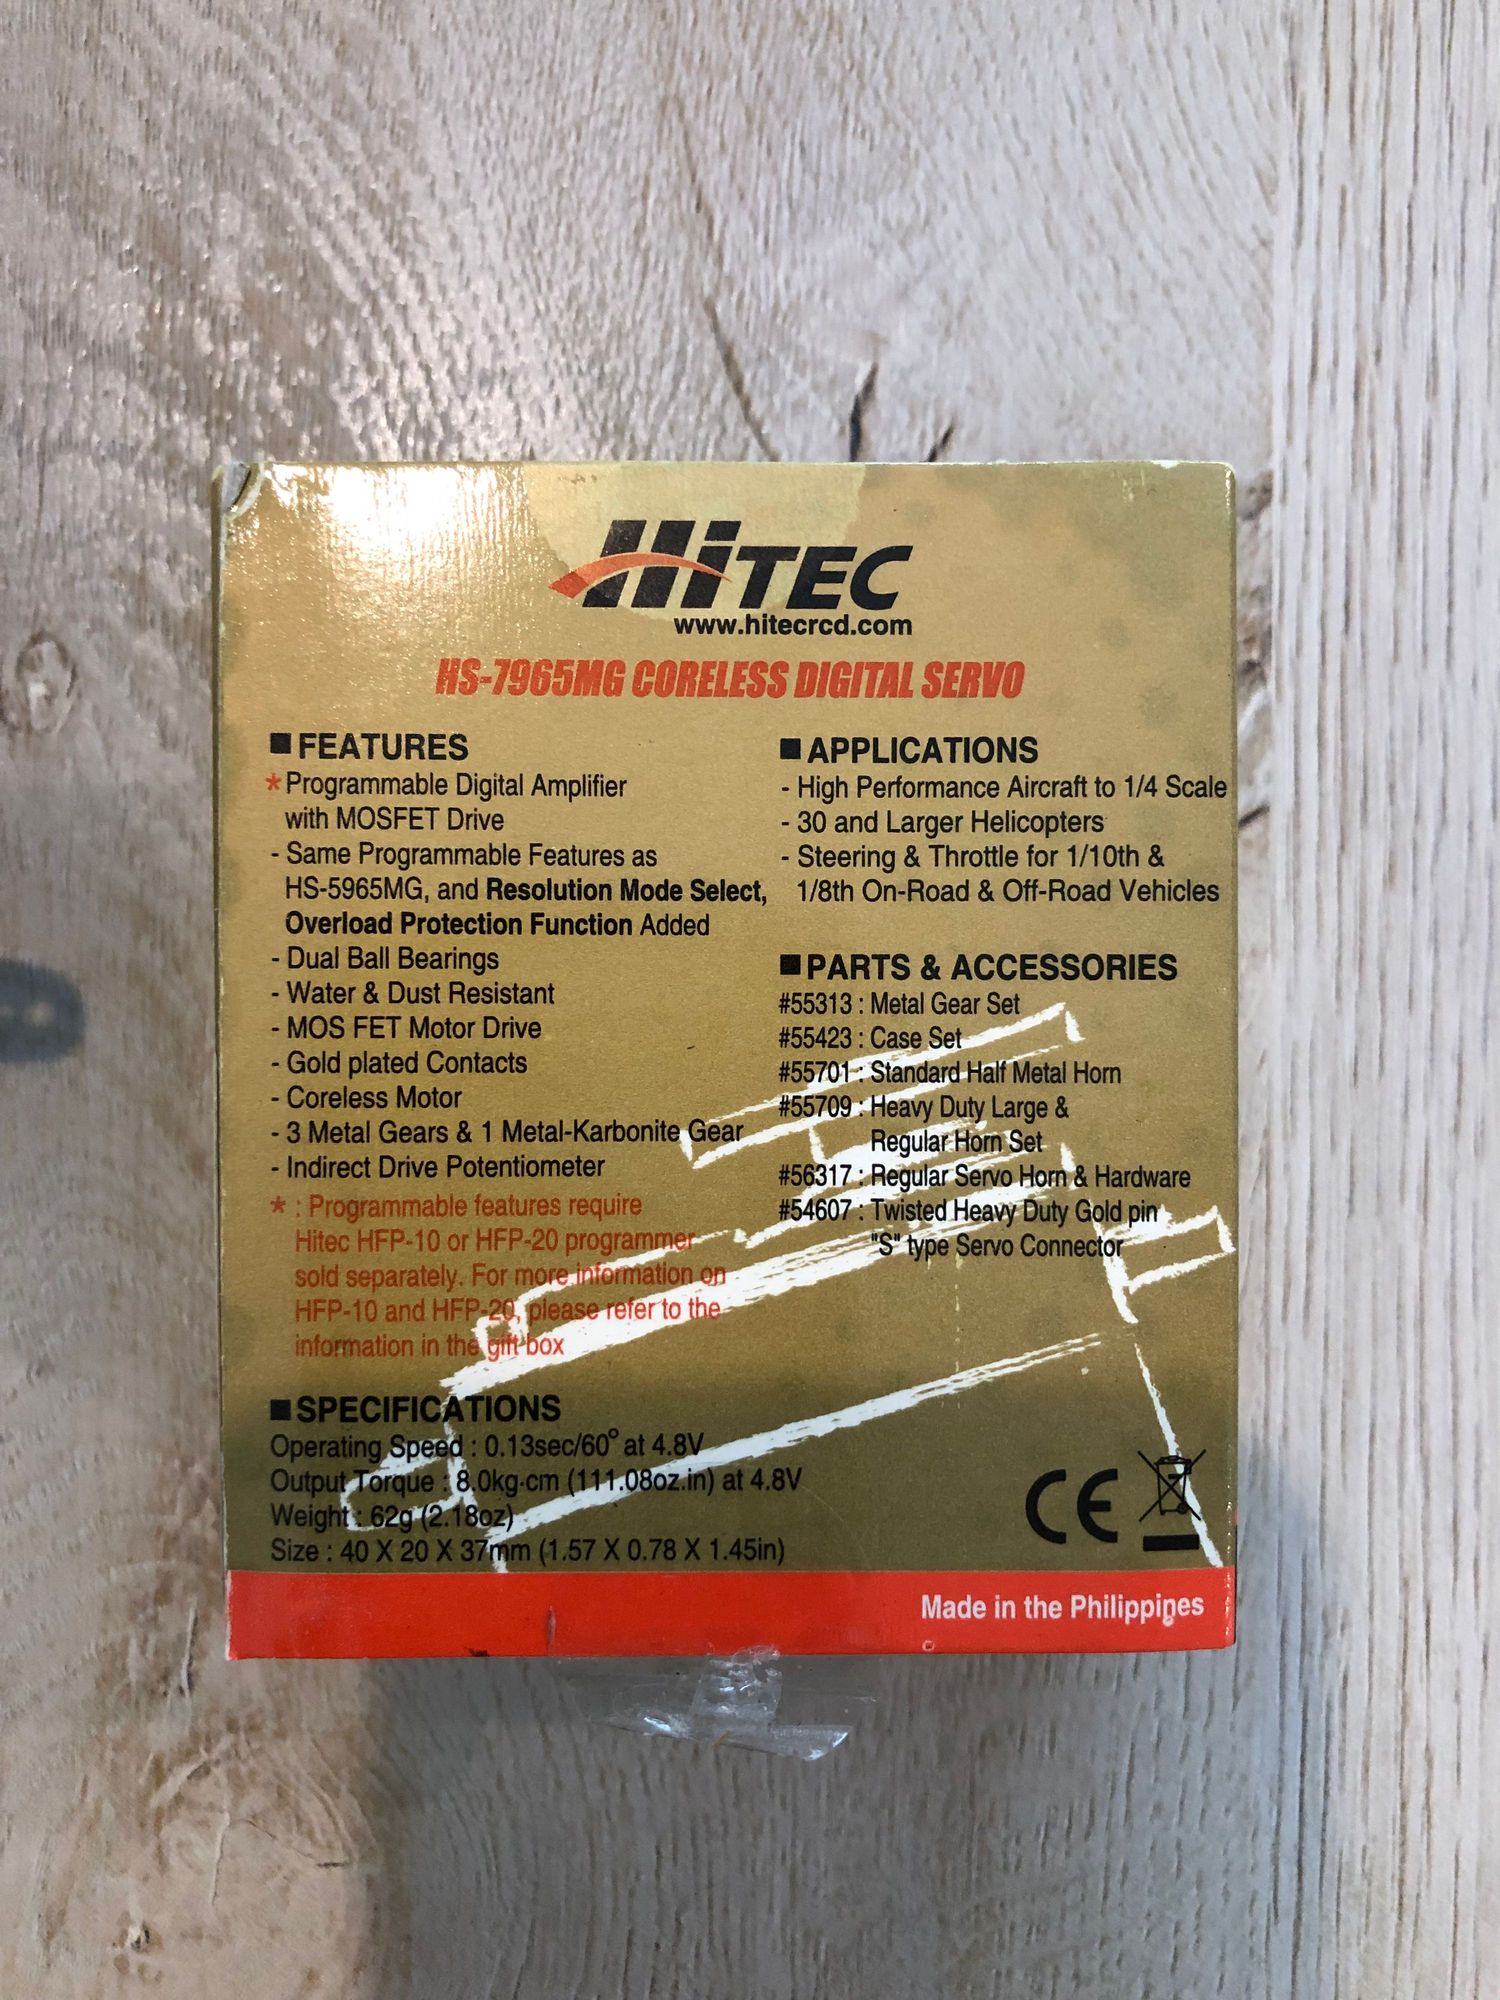 HiTEC
www.hitecrcd.com
HS-7965MG CORELESS DIGITAL SERVO
■ FEATURES
* Programmable Digital Amplifier
with MOSFET Drive
- Same Programmable Features as
HS-5965MG, and Resolution Mode Select,
Overload Protection Function Added
- Dual Ball Bearings
- Water & Dust Resistant
- MOS FET Motor Drive
- Gold plated Contacts
- Coreless Motor
- 3 Metal Gears & 1 Metal-Karbonite Gear
- Indirect Drive Potentiometer
* : Programmable features require
Hitec HFP-10 or HFP-20 programmer
sold separately. For more information on
HFP-10 and HFP-20, please refer to the
information in the gift box
■ APPLICATIONS
- High Performance Aircraft to 1/4 Scale
- 30 and Larger Helicopters
- Steering & Throttle for 1/10th &
1/8th On-Road & Off-Road Vehicles
■ PARTS & ACCESSORIES
#55313 : Metal Gear Set
#55423 : Case Set
#55701 : Standard Half Metal Horn
#55709 : Heavy Duty Large &
Regular Horn Set
#56317 : Regular Servo Horn & Hardware
#54607 : Twisted Heavy Duty Gold pin
"S" type Servo Connector
■ SPECIFICATIONS
Operating Speed : 0.13sec/60° at 4.8V
Output Torque : 8.0kg·cm (111.08oz.in) at 4.8V
Weight : 62g (2.18oz)
Size : 40 X 20 X 37mm (1.57 X 0.78 X 1.45in)
CE
Made in the Philippines